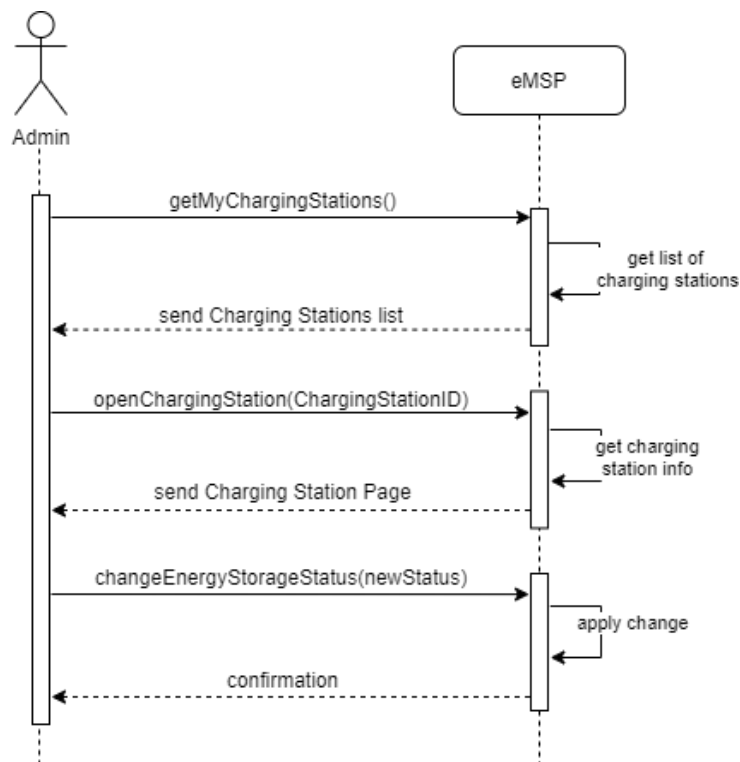 eMSP
Admin
getMyChargingStations()
get list of
charging stations
send Charging Stations list
openChargingStation(ChargingStationID)
get charging
station info
send Charging Station Page
changeEnergyStorageStatus(newStatus)
apply change
confirmation